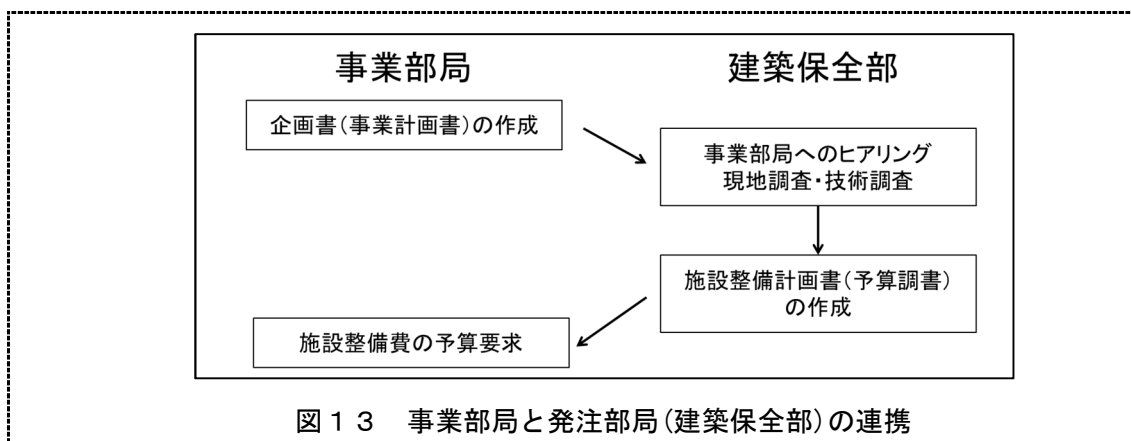 事業部局
建築保全部
企画書(事業計画書)の作成
事業部局へのヒアリング
現地調査・技術調査
施設整備計画書(予算調書)
の作成
施設整備費の予算要求
図13 事業部局と発注部局(建築保全部)の連携